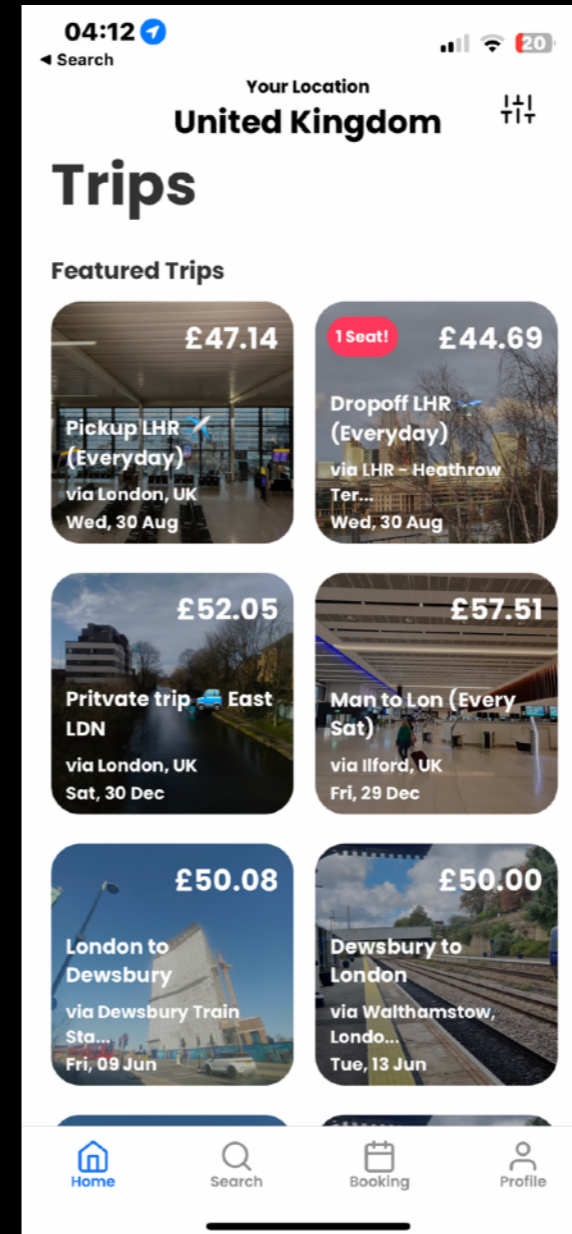 04:12
20
◀ Search
Your Location
United Kingdom
Trips
Featured Trips
£47.14
Pickup LHR ✈️
(Everyday)
via London, UK
Wed, 30 Aug
1 Seat!
£44.69
Dropoff LHR 🛫
(Everyday)
via LHR - Heathrow
Ter...
Wed, 30 Aug
£52.05
Pritvate trip 🚙 East
LDN
via London, UK
Sat, 30 Dec
£57.51
Man to Lon (Every
Sat)
via Ilford, UK
Fri, 29 Dec
£50.08
London to
Dewsbury
via Dewsbury Train
Sta...
Fri, 09 Jun
£50.00
Dewsbury to
London
via Walthamstow,
Londo...
Tue, 13 Jun
Home
Search
Booking
Profile